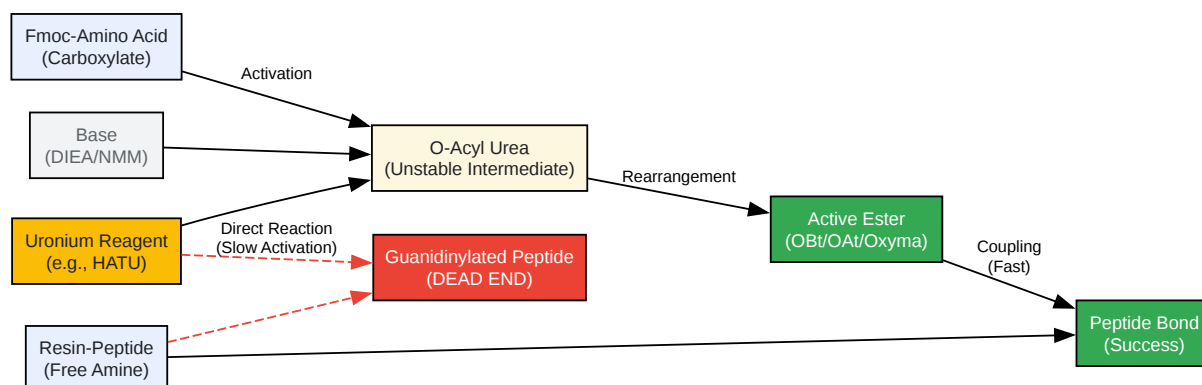 Fmoc-Amino Acid
(Carboxylate)
Activation
Base
(DIEA/NMM)
O-Acyl Urea
(Unstable Intermediate)
Rearrangement
Uronium Reagent
(e.g., HATU)
Direct Reaction
(Slow Activation)
Guanidinylated Peptide
(DEAD END)
Active Ester
(OBt/OAt/Oxyma)
Coupling
(Fast)
Resin-Peptide
(Free Amine)
Peptide Bond
(Success)